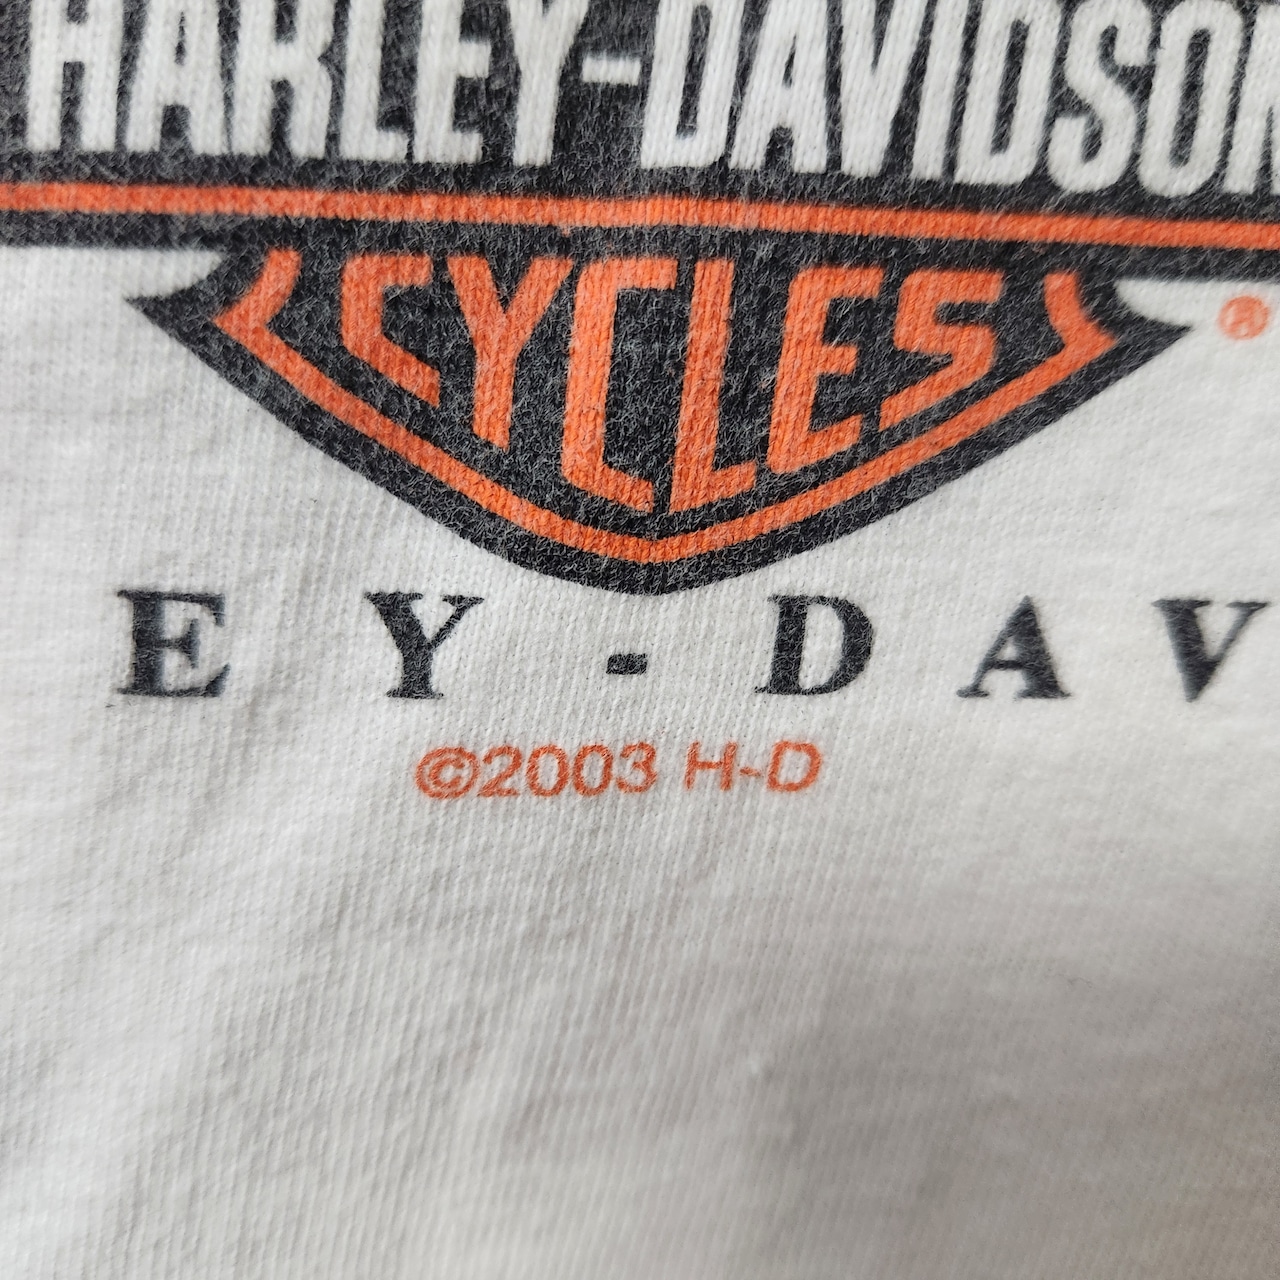 HARLEY-DAVIDSON
CYCLES ®
EY-DAV
©2003 H-D